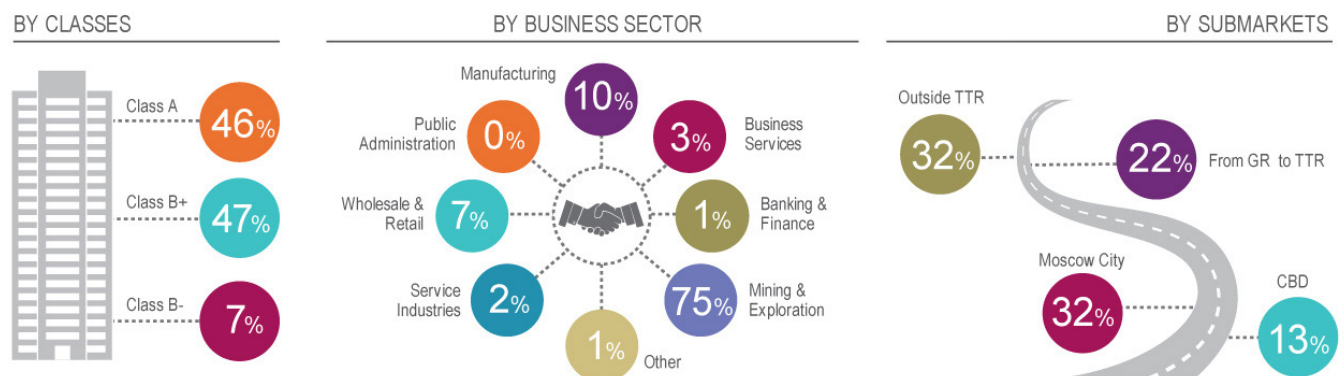 BY CLASSES
Class A
46%
Class B+
47%
Class B-
7%
BY BUSINESS SECTOR
Manufacturing
10%
Public
Administration
0%
3%
Business
Services
Wholesale &
Retail
7%
1%
Banking &
Finance
Service
Industries
2%
75%
Mining &
Exploration
1%
Other
BY SUBMARKETS
Outside TTR
32%
22%
From GR to TTR
Moscow City
32%
CBD
13%